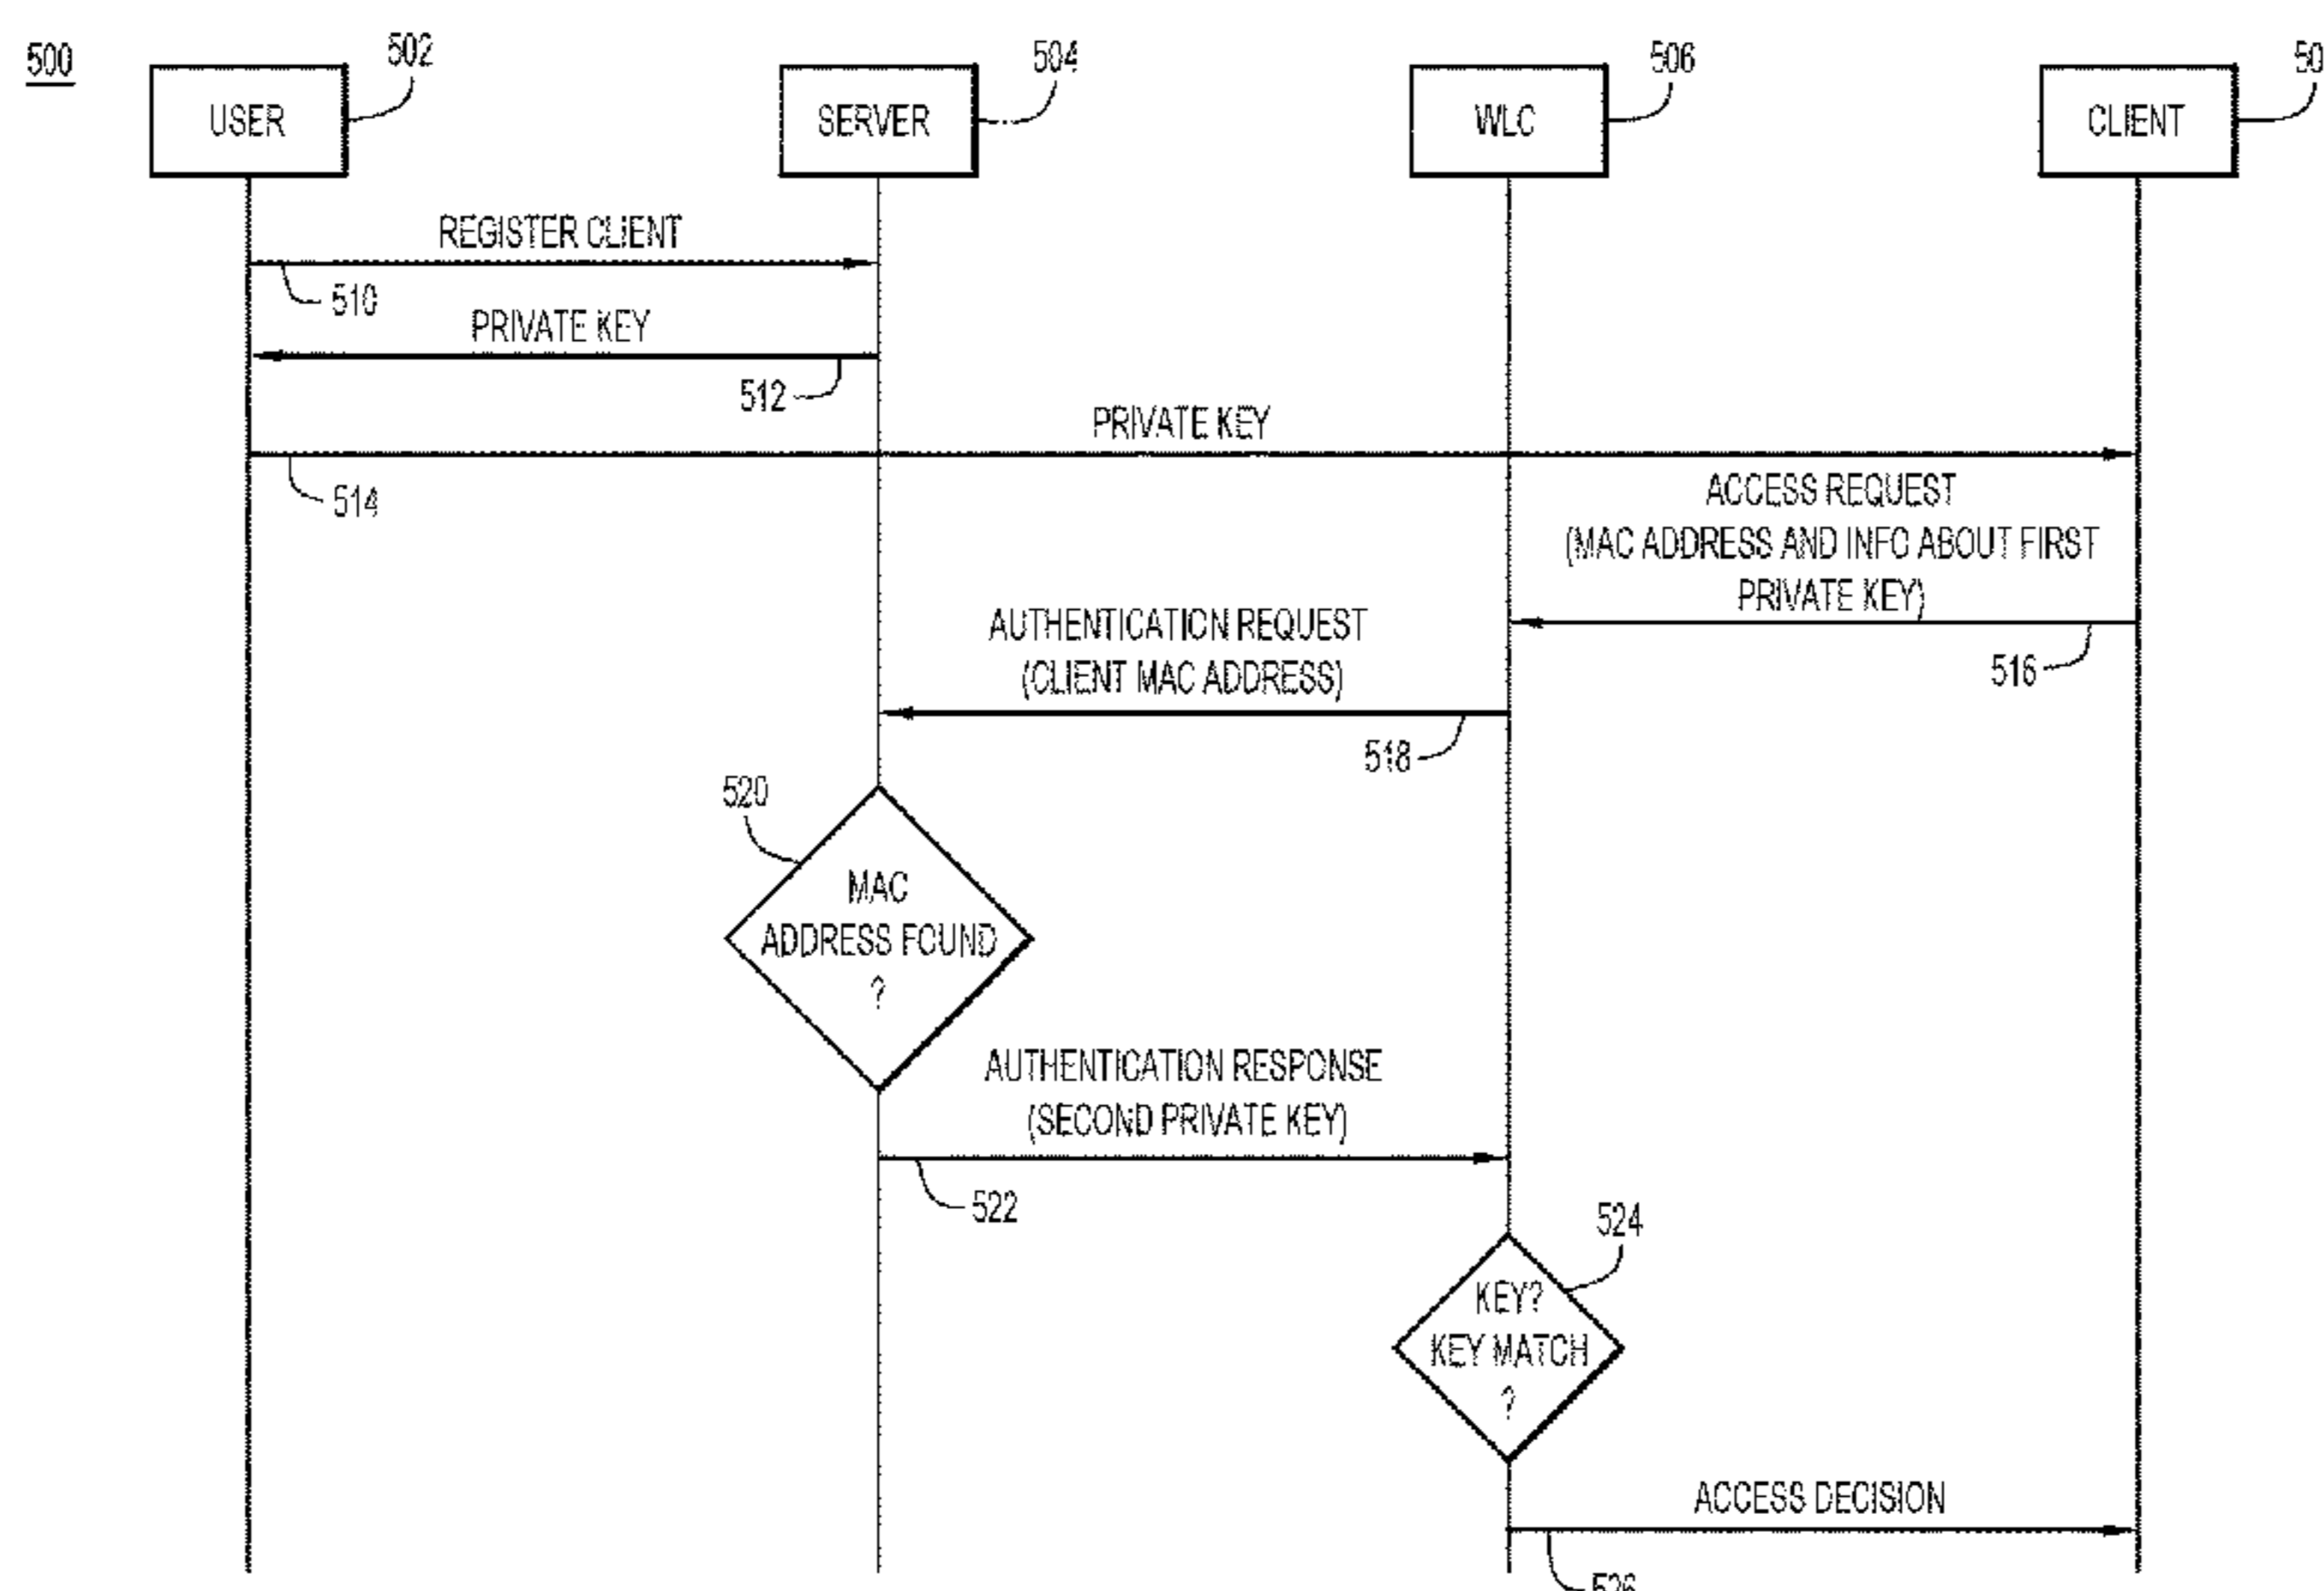 500
502
504
506
50
USER
SERVER
WLC
CLIENT
REGISTER CLIENT
510
PRIVATE KEY
512
PRIVATE KEY
514
ACCESS REQUEST
(MAC ADDRESS AND INFO ABOUT FIRST
PRIVATE KEY)
516
AUTHENTICATION REQUEST
(CLIENT MAC ADDRESS)
518
520
MAC
ADDRESS FOUND
?
AUTHENTICATION RESPONSE
(SECOND PRIVATE KEY)
522
524
KEY?
KEY MATCH
?
ACCESS DECISION
526